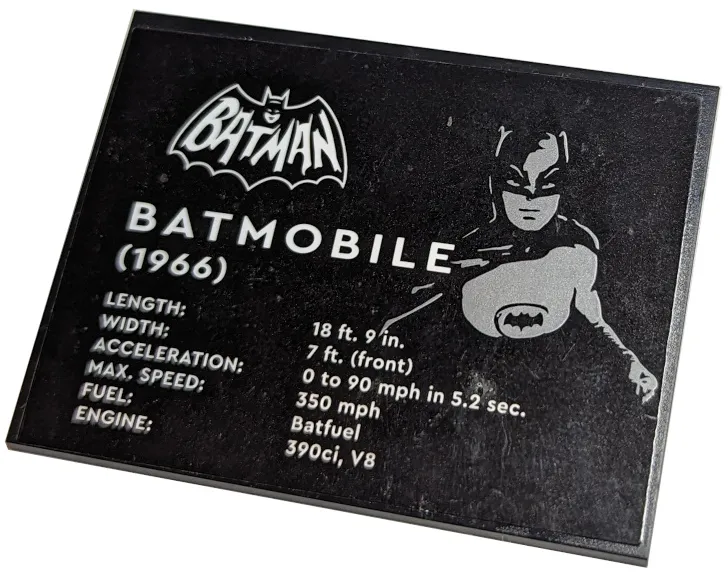 BATMAN
BATMOBILE
(1966)
LENGTH: 18 ft. 9 in.
WIDTH: 7 ft. (front)
ACCELERATION: 0 to 90 mph in 5.2 sec.
MAX. SPEED: 350 mph
FUEL: Batfuel
ENGINE: 390ci, V8